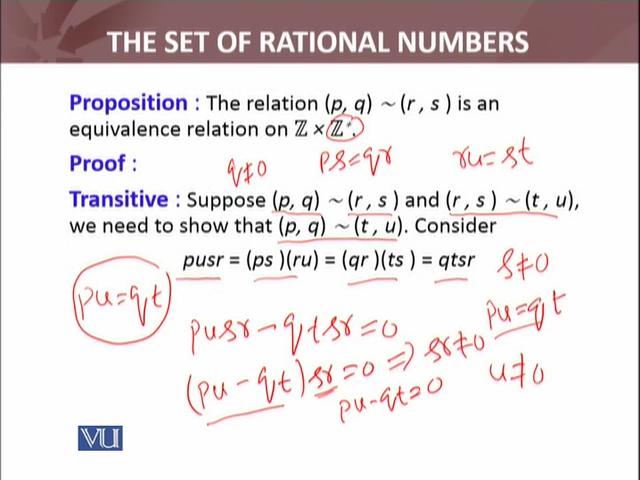 THE SET OF RATIONAL NUMBERS
Proposition : The relation (p, q) ~ (r , s ) is an
equivalence relation on ℤ × ℤ*.
Proof :
q≠0 ps=qr ru=st
Transitive : Suppose (p, q) ~ (r, s ) and (r, s ) ~ (t , u),
we need to show that (p, q) ~ (t , u). Consider
pusr = (ps )(ru) = (qr )(ts ) = qtsr
s≠0
pu=qt
pu=qt
pusr-qtsr=0
(pu-qt)sr=0 ⇒ sr≠0
pu-qt=0
u≠0
VU